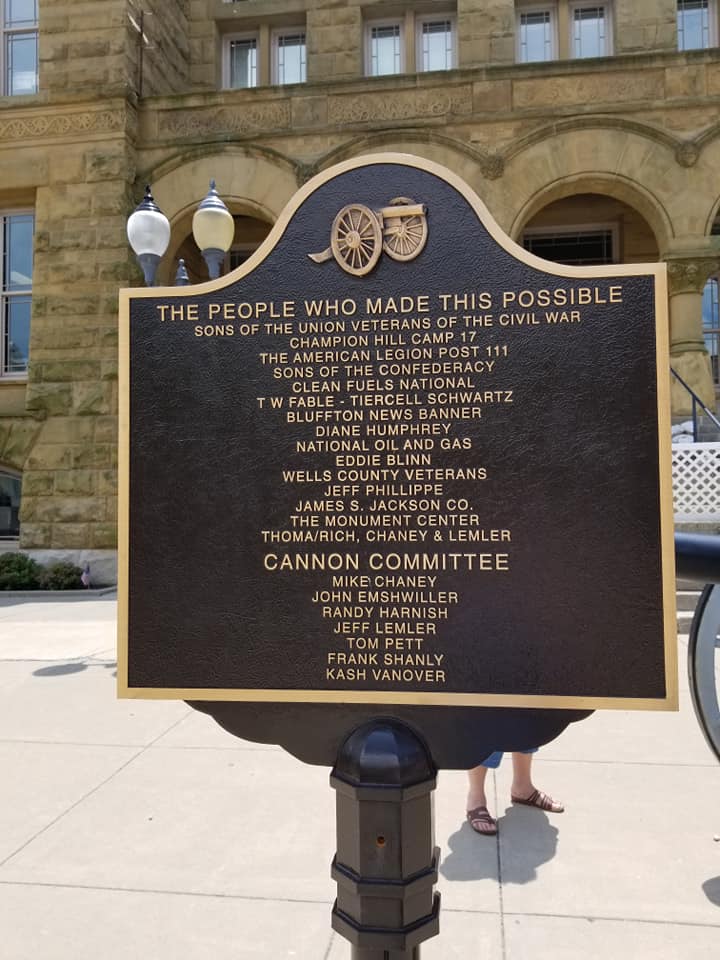 THE PEOPLE WHO MADE THIS POSSIBLE
SONS OF THE UNION VETERANS OF THE CIVIL WAR
CHAMPION HILL CAMP 17
THE AMERICAN LEGION POST 111
SONS OF THE CONFEDERACY
CLEAN FUELS NATIONAL
T W FABLE - TIERCELL SCHWARTZ
BLUFFTON NEWS BANNER
DIANE HUMPHREY
NATIONAL OIL AND GAS
EDDIE BLINN
WELLS COUNTY VETERANS
JEFF PHILLIPPE
JAMES S. JACKSON CO.
THE MONUMENT CENTER
THOMA/RICH, CHANEY & LEMLER
CANNON COMMITTEE
MIKE CHANEY
JOHN EMSHWILLER
RANDY HARNISH
JEFF LEMLER
TOM PETT
FRANK SHANLY
KASH VANOVER